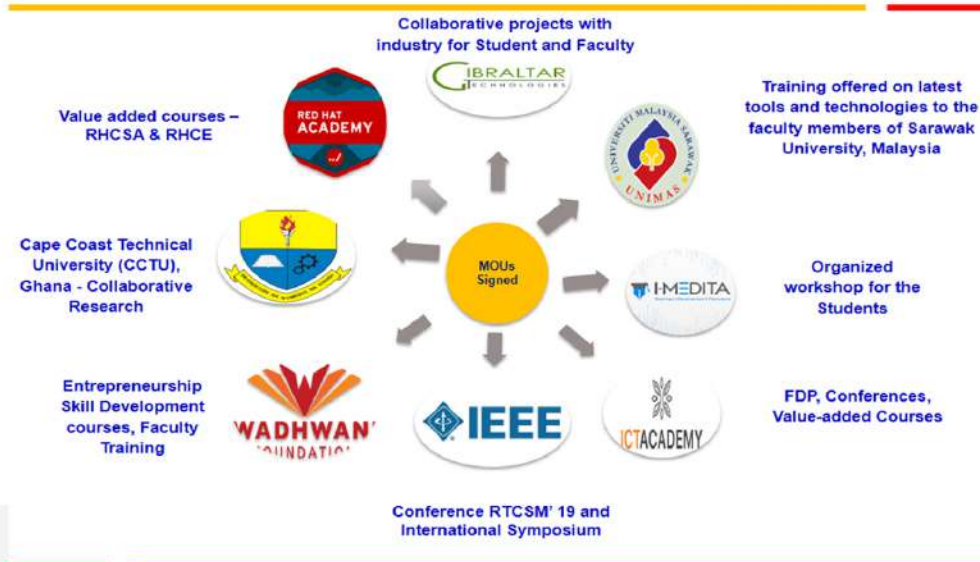 Collaborative projects with
industry for Student and Faculty
GIBRALTAR
TECHNOLOGIES
Value added courses –
RHCSA & RHCE
RED HAT
ACADEMY
UNIVERSITI MALAYSIA SARAWAK
UNIMAS
Training offered on latest
tools and technologies to the
faculty members of Sarawak
University, Malaysia
Cape Coast Technical
University (CCTU),
Ghana - Collaborative
Research
MOUs
Signed
I-MEDITA
Organized
workshop for the
Students
Entrepreneurship
Skill Development
courses, Faculty
Training
WADHWAN
FOUNDATIO
IEEE
ICTACADEMY
FDP, Conferences,
Value-added Courses
Conference RTCSM' 19 and
International Symposium